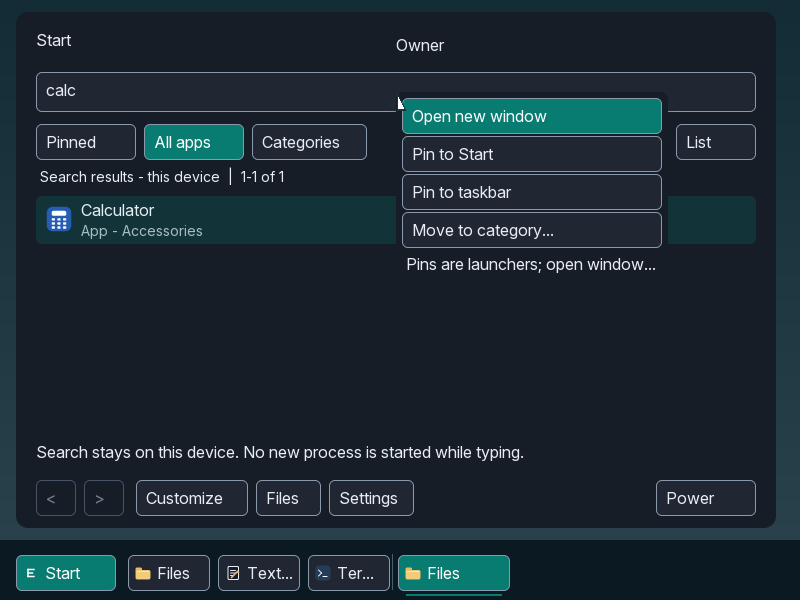 Start
Owner
calc
Pinned
All apps
Categories
List
Search results - this device | 1-1 of 1
Calculator
App - Accessories
Open new window
Pin to Start
Pin to taskbar
Move to category...
Pins are launchers; open window...
Search stays on this device. No new process is started while typing.
<
>
Customize
Files
Settings
Power
E Start
Files
Text...
Ter...
Files